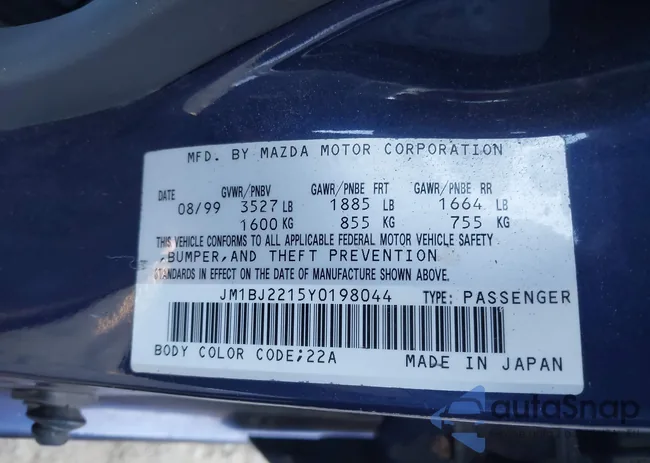 MFD. BY MAZDA MOTOR CORPORATION
DATE GVWR/PNBV GAWR/PNBE FRT GAWR/PNBE RR
08/99 3527 LB 1885 LB 1664 LB
1600 KG 855 KG 755 KG
THIS VEHICLE CONFORMS TO ALL APPLICABLE FEDERAL MOTOR VEHICLE SAFETY
,BUMPER,AND THEFT PREVENTION
STANDARDS IN EFFECT ON THE DATE OF MANUFACTURE SHOWN ABOVE.
JM1BJ2215Y0198044 TYPE: PASSENGER
BODY COLOR CODE;22A MADE IN JAPAN
autoSnap